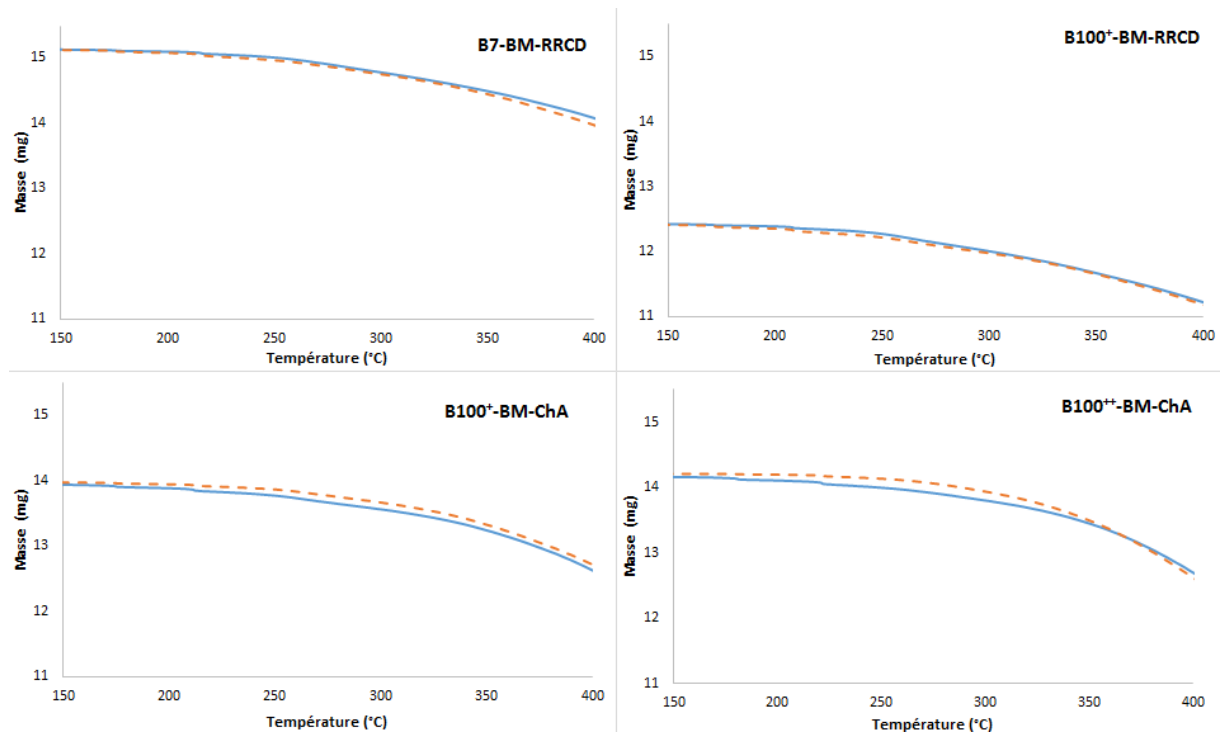 B7-BM-RRCD
Masse (mg)
15
14
13
12
11
150 200 250 300 350 400
Température (°C)
B100⁺-BM-RRCD
Masse (mg)
15
14
13
12
11
150 200 250 300 350 400
Température (°C)
B100⁺-BM-ChA
Masse (mg)
15
14
13
12
11
150 200 250 300 350 400
Température (°C)
B100⁺⁺-BM-ChA
Masse (mg)
15
14
13
12
11
150 200 250 300 350 400
Température (°C)